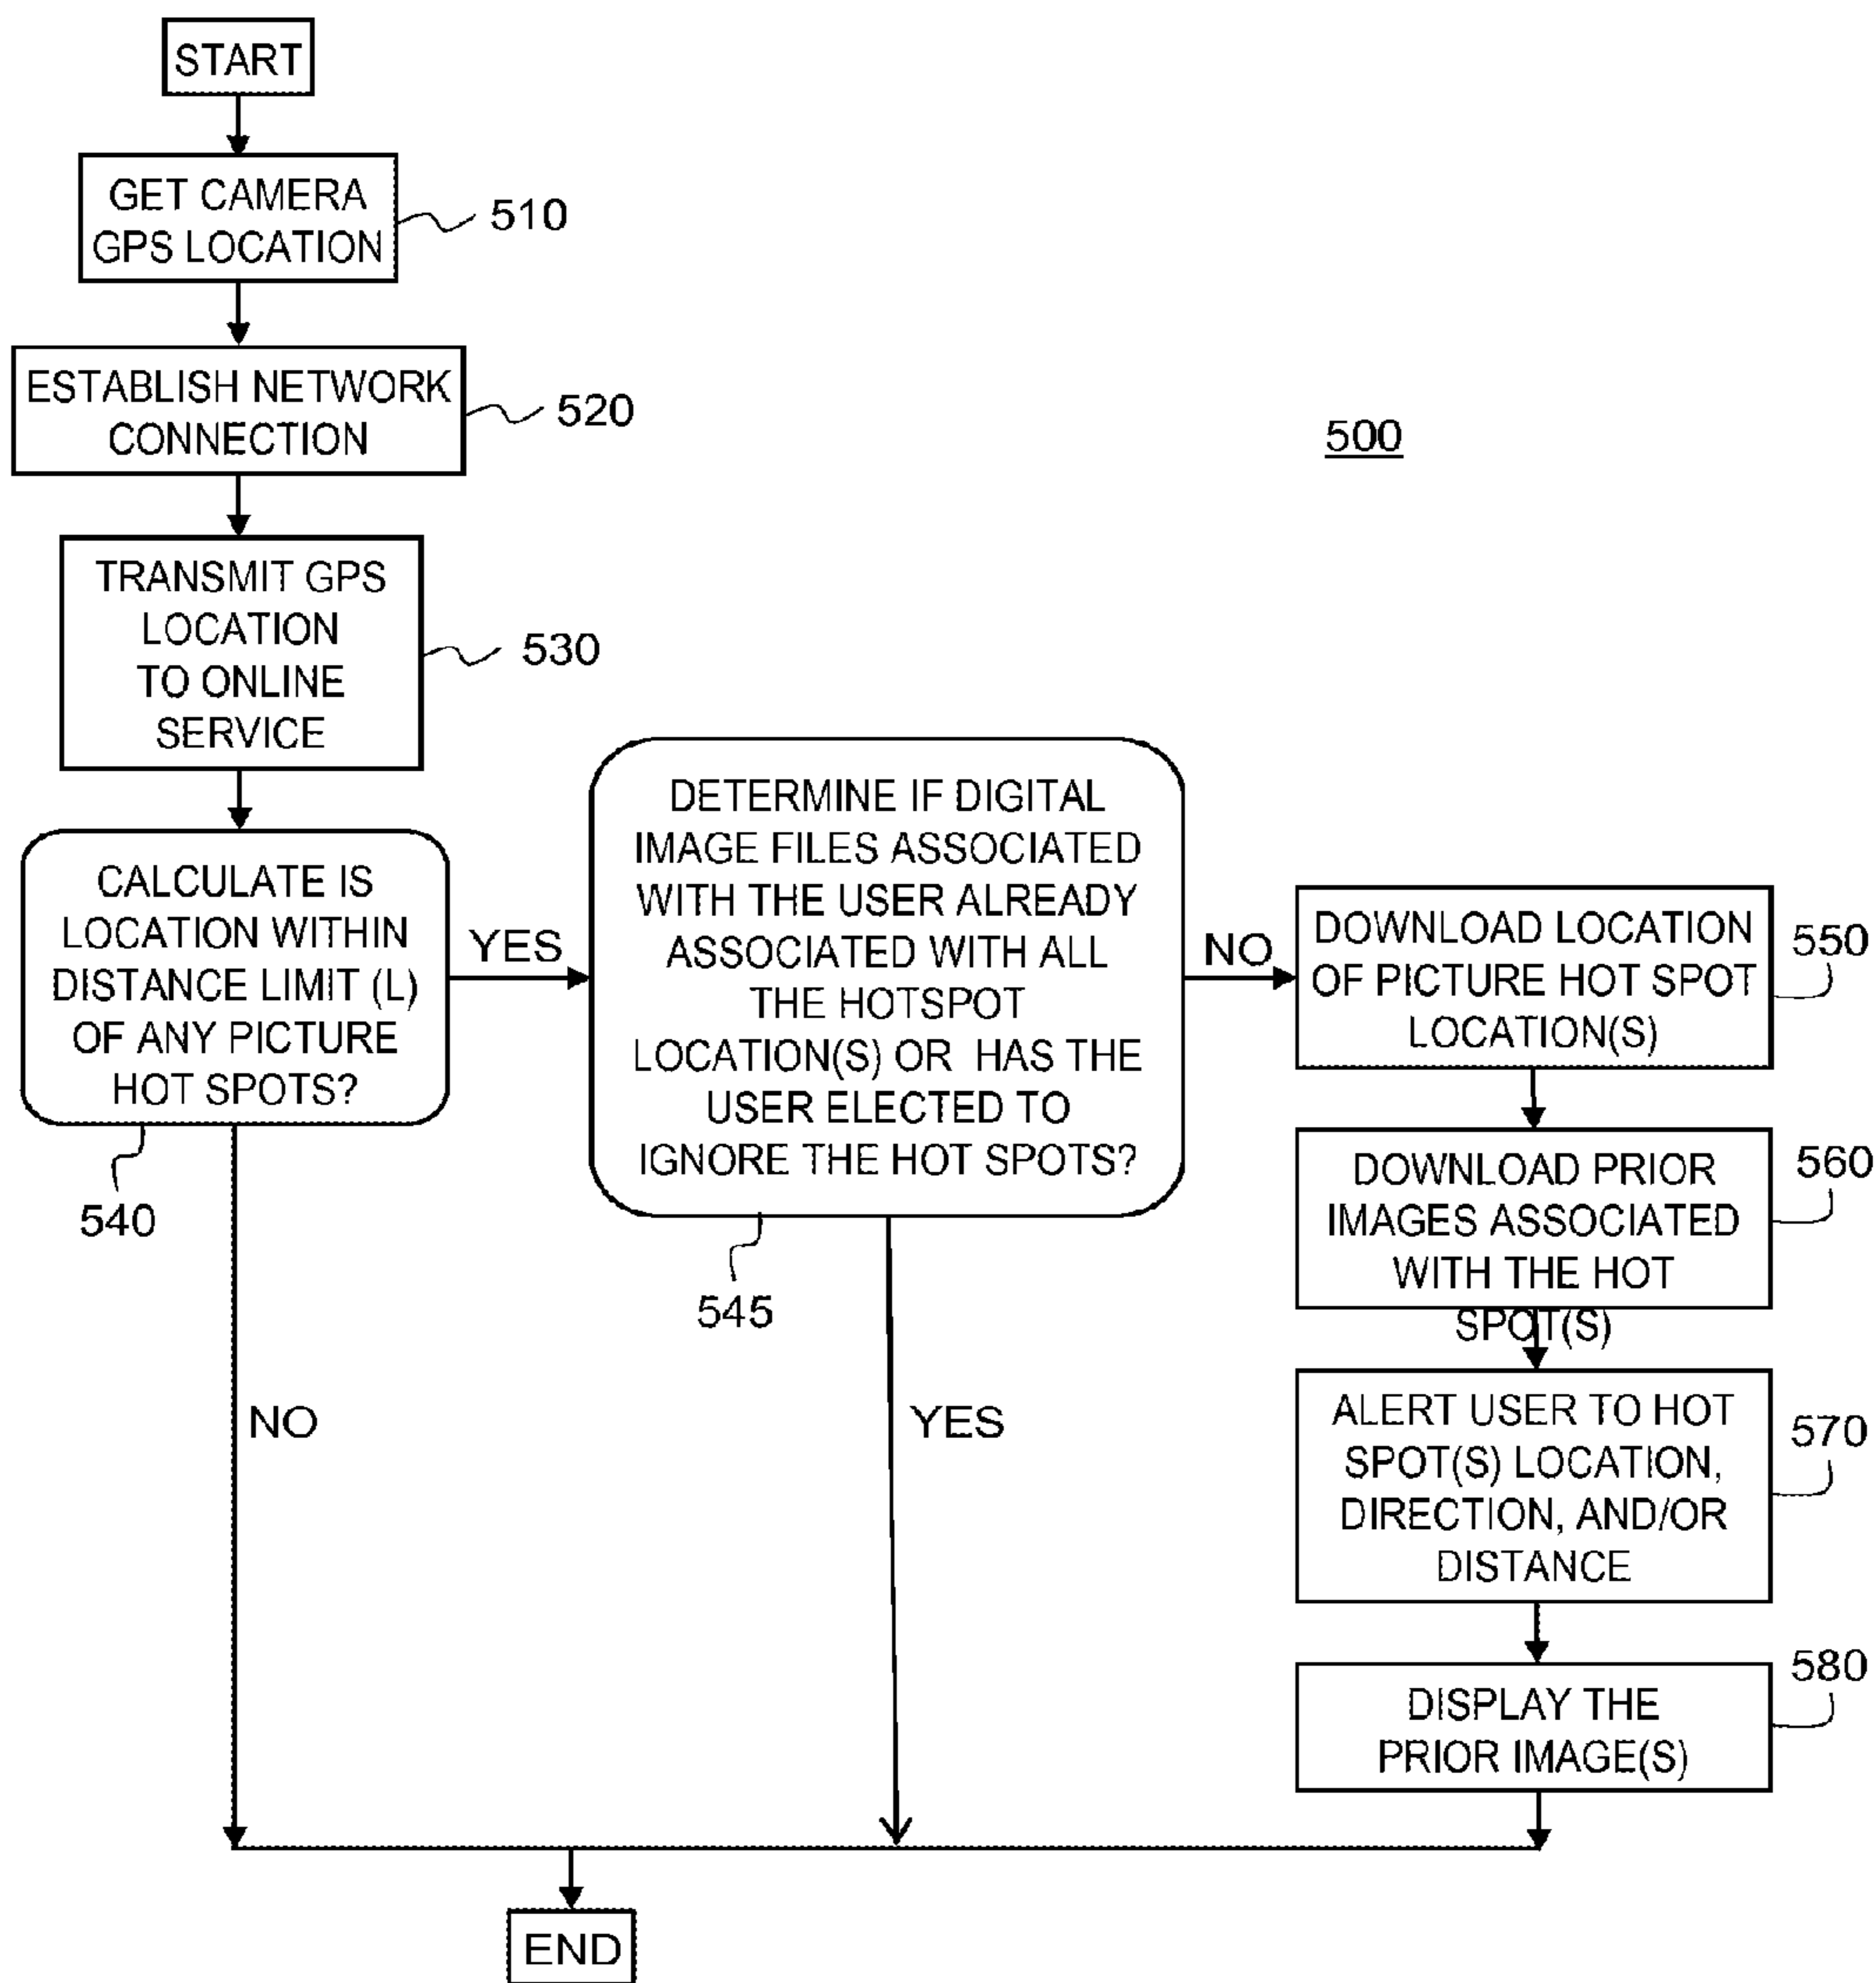 START
GET CAMERA
GPS LOCATION
510
ESTABLISH NETWORK
CONNECTION
520
500
TRANSMIT GPS
LOCATION
TO ONLINE
SERVICE
530
CALCULATE IS
LOCATION WITHIN
DISTANCE LIMIT (L)
OF ANY PICTURE
HOT SPOTS?
540
YES
NO
DETERMINE IF DIGITAL
IMAGE FILES ASSOCIATED
WITH THE USER ALREADY
ASSOCIATED WITH ALL
THE HOTSPOT
LOCATION(S) OR HAS THE
USER ELECTED TO
IGNORE THE HOT SPOTS?
545
NO
YES
DOWNLOAD LOCATION
OF PICTURE HOT SPOT
LOCATION(S)
550
DOWNLOAD PRIOR
IMAGES ASSOCIATED
WITH THE HOT
SPOT(S)
560
ALERT USER TO HOT
SPOT(S) LOCATION,
DIRECTION, AND/OR
DISTANCE
570
DISPLAY THE
PRIOR IMAGE(S)
580
END